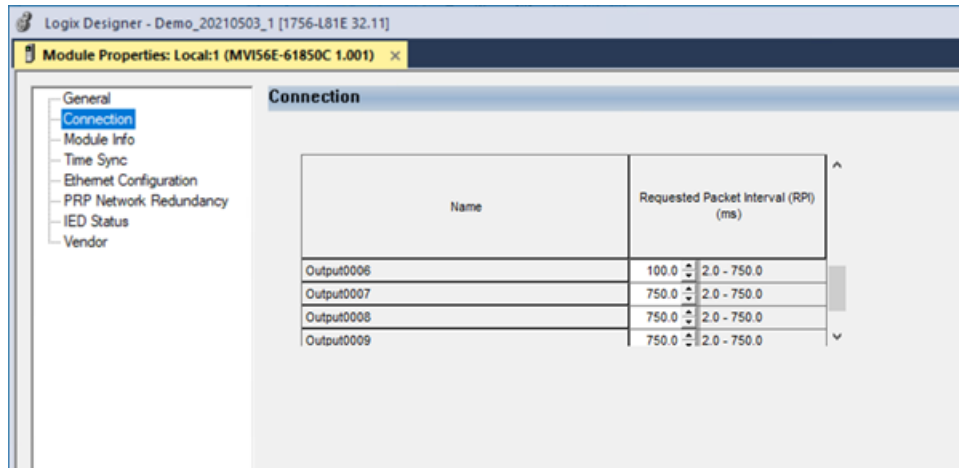 Logix Designer - Demo_20210503_1 [1756-L81E 32.11]
Module Properties: Local:1 (MVI56E-61850C 1.001) ×
General
Connection
Module Info
Time Sync
Ethernet Configuration
PRP Network Redundancy
IED Status
Vendor
Connection
Name
Requested Packet Interval (RPI)
(ms)
Output0006 100.0 2.0 - 750.0
Output0007 750.0 2.0 - 750.0
Output0008 750.0 2.0 - 750.0
Output0009 750.0 2.0 - 750.0